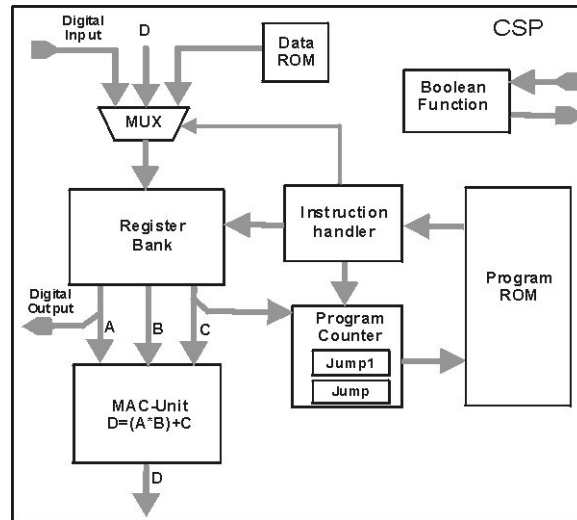 CSP
Digital
Input
D
Data
ROM
Boolean
Function
MUX
Register
Bank
Instruction
handler
Program
ROM
Digital
Output
A
B
C
Program
Counter
Jump1
Jump
MAC-Unit
D=(A*B)+C
D